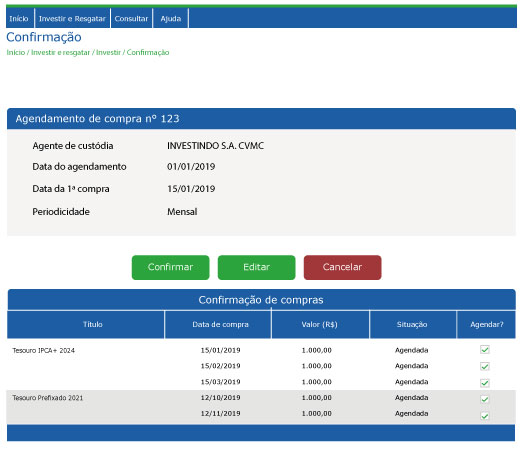 Início Investir e Resgatar Consultar Ajuda
Confirmação
Início / Investir e resgatar / Investir / Confirmação
Agendamento de compra nº 123
Agente de custódia INVESTINDO S.A. CVMC
Data do agendamento 01/01/2019
Data da 1ª compra 15/01/2019
Periodicidade Mensal
Confirmar Editar Cancelar
Confirmação de compras
Título Data de compra Valor (R$) Situação Agendar?
Tesouro IPCA+ 2024 15/01/2019 1.000,00 Agendada
15/02/2019 1.000,00 Agendada
15/03/2019 1.000,00 Agendada
Tesouro Prefixado 2021 12/10/2019 1.000,00 Agendada
12/11/2019 1.000,00 Agendada